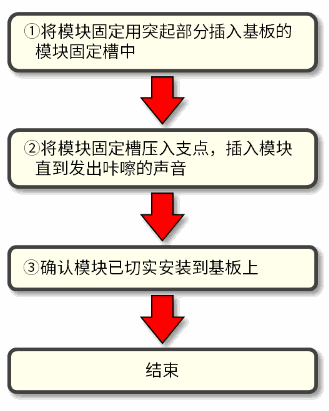 ①将模块固定用突起部分插入基板的
模块固定槽中
②将模块固定槽压入支点，插入模块
直到发出咔嚓的声音
③确认模块已切实安装到基板上
结束